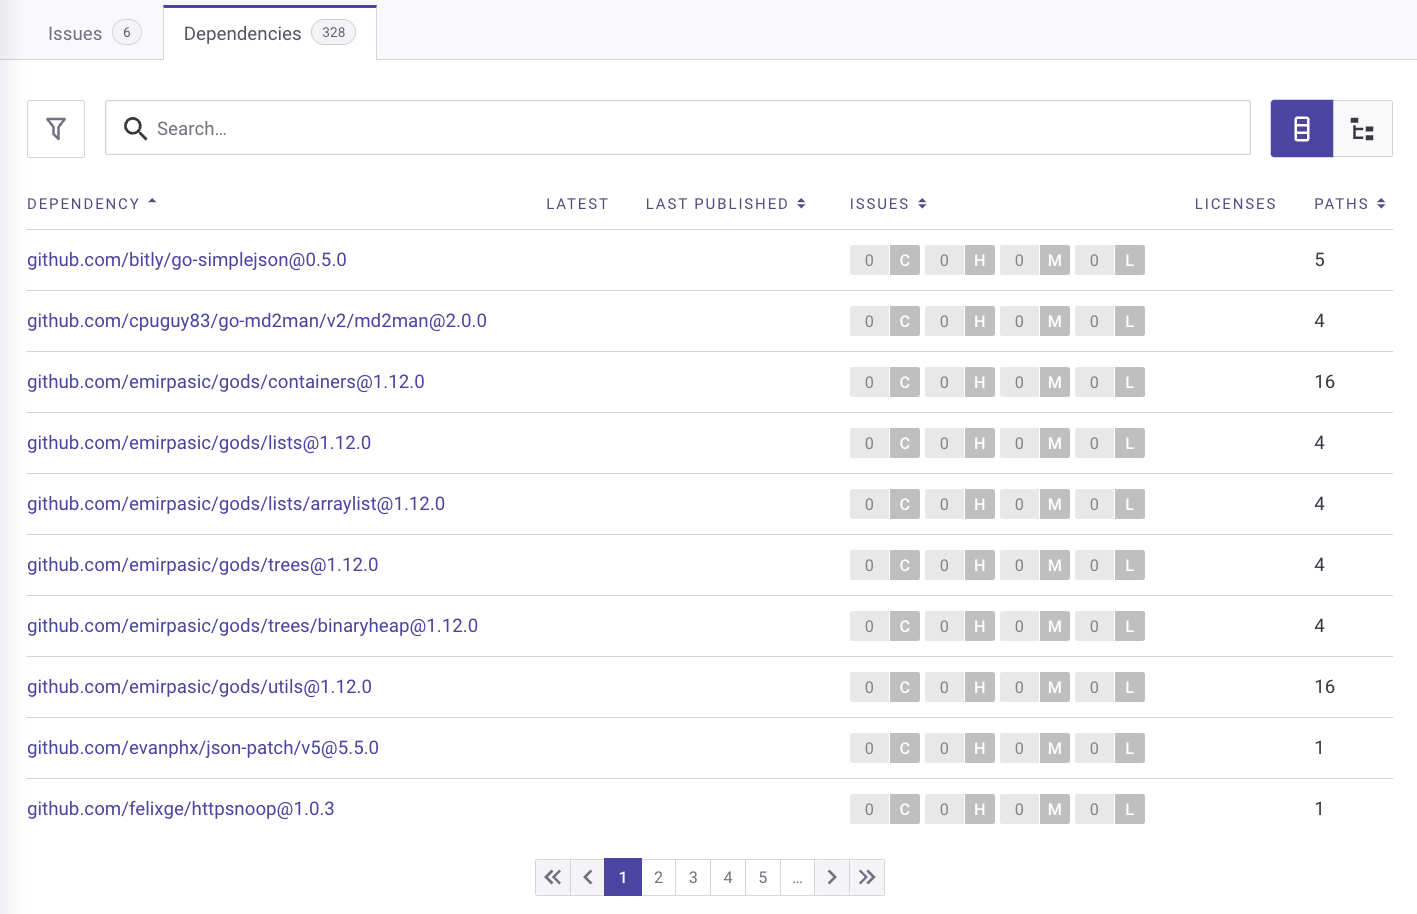 Issues 6 Dependencies 328
Search...
DEPENDENCY LATEST LAST PUBLISHED ISSUES LICENSES PATHS
github.com/bitly/go-simplejson@0.5.0 0 C 0 H 0 M 0 L 5
github.com/cpuguy83/go-md2man/v2/md2man@2.0.0 0 C 0 H 0 M 0 L 4
github.com/emirpasic/gods/containers@1.12.0 0 C 0 H 0 M 0 L 16
github.com/emirpasic/gods/lists@1.12.0 0 C 0 H 0 M 0 L 4
github.com/emirpasic/gods/lists/arraylist@1.12.0 0 C 0 H 0 M 0 L 4
github.com/emirpasic/gods/trees@1.12.0 0 C 0 H 0 M 0 L 4
github.com/emirpasic/gods/trees/binaryheap@1.12.0 0 C 0 H 0 M 0 L 4
github.com/emirpasic/gods/utils@1.12.0 0 C 0 H 0 M 0 L 16
github.com/evanphx/json-patch/v5@5.5.0 0 C 0 H 0 M 0 L 1
github.com/felixge/httpsnoop@1.0.3 0 C 0 H 0 M 0 L 1
1 2 3 4 5 ...